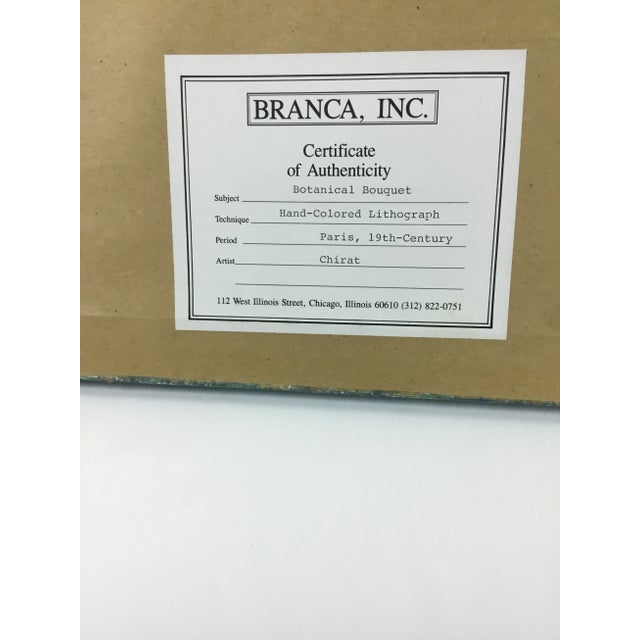 BRANCA, INC.
Certificate
of Authenticity
Subject Botanical Bouquet
Technique Hand-Colored Lithograph
Period Paris, 19th-Century
Artist Chirat
112 West Illinois Street, Chicago, Illinois 60610 (312) 822-0751